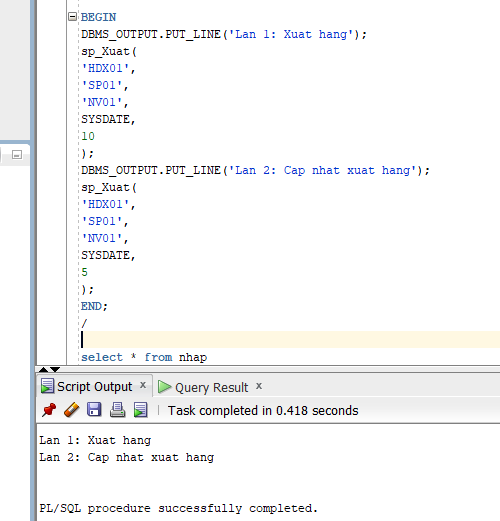 BEGIN
DBMS_OUTPUT.PUT_LINE('Lan 1: Xuat hang');
sp_Xuat(
'HDX01',
'SP01',
'NV01',
SYSDATE,
10
);
DBMS_OUTPUT.PUT_LINE('Lan 2: Cap nhat xuat hang');
sp_Xuat(
'HDX01',
'SP01',
'NV01',
SYSDATE,
5
);
END;
/
select * from nhap
Script Output x Query Result x
Task completed in 0.418 seconds
Lan 1: Xuat hang
Lan 2: Cap nhat xuat hang
PL/SQL procedure successfully completed.